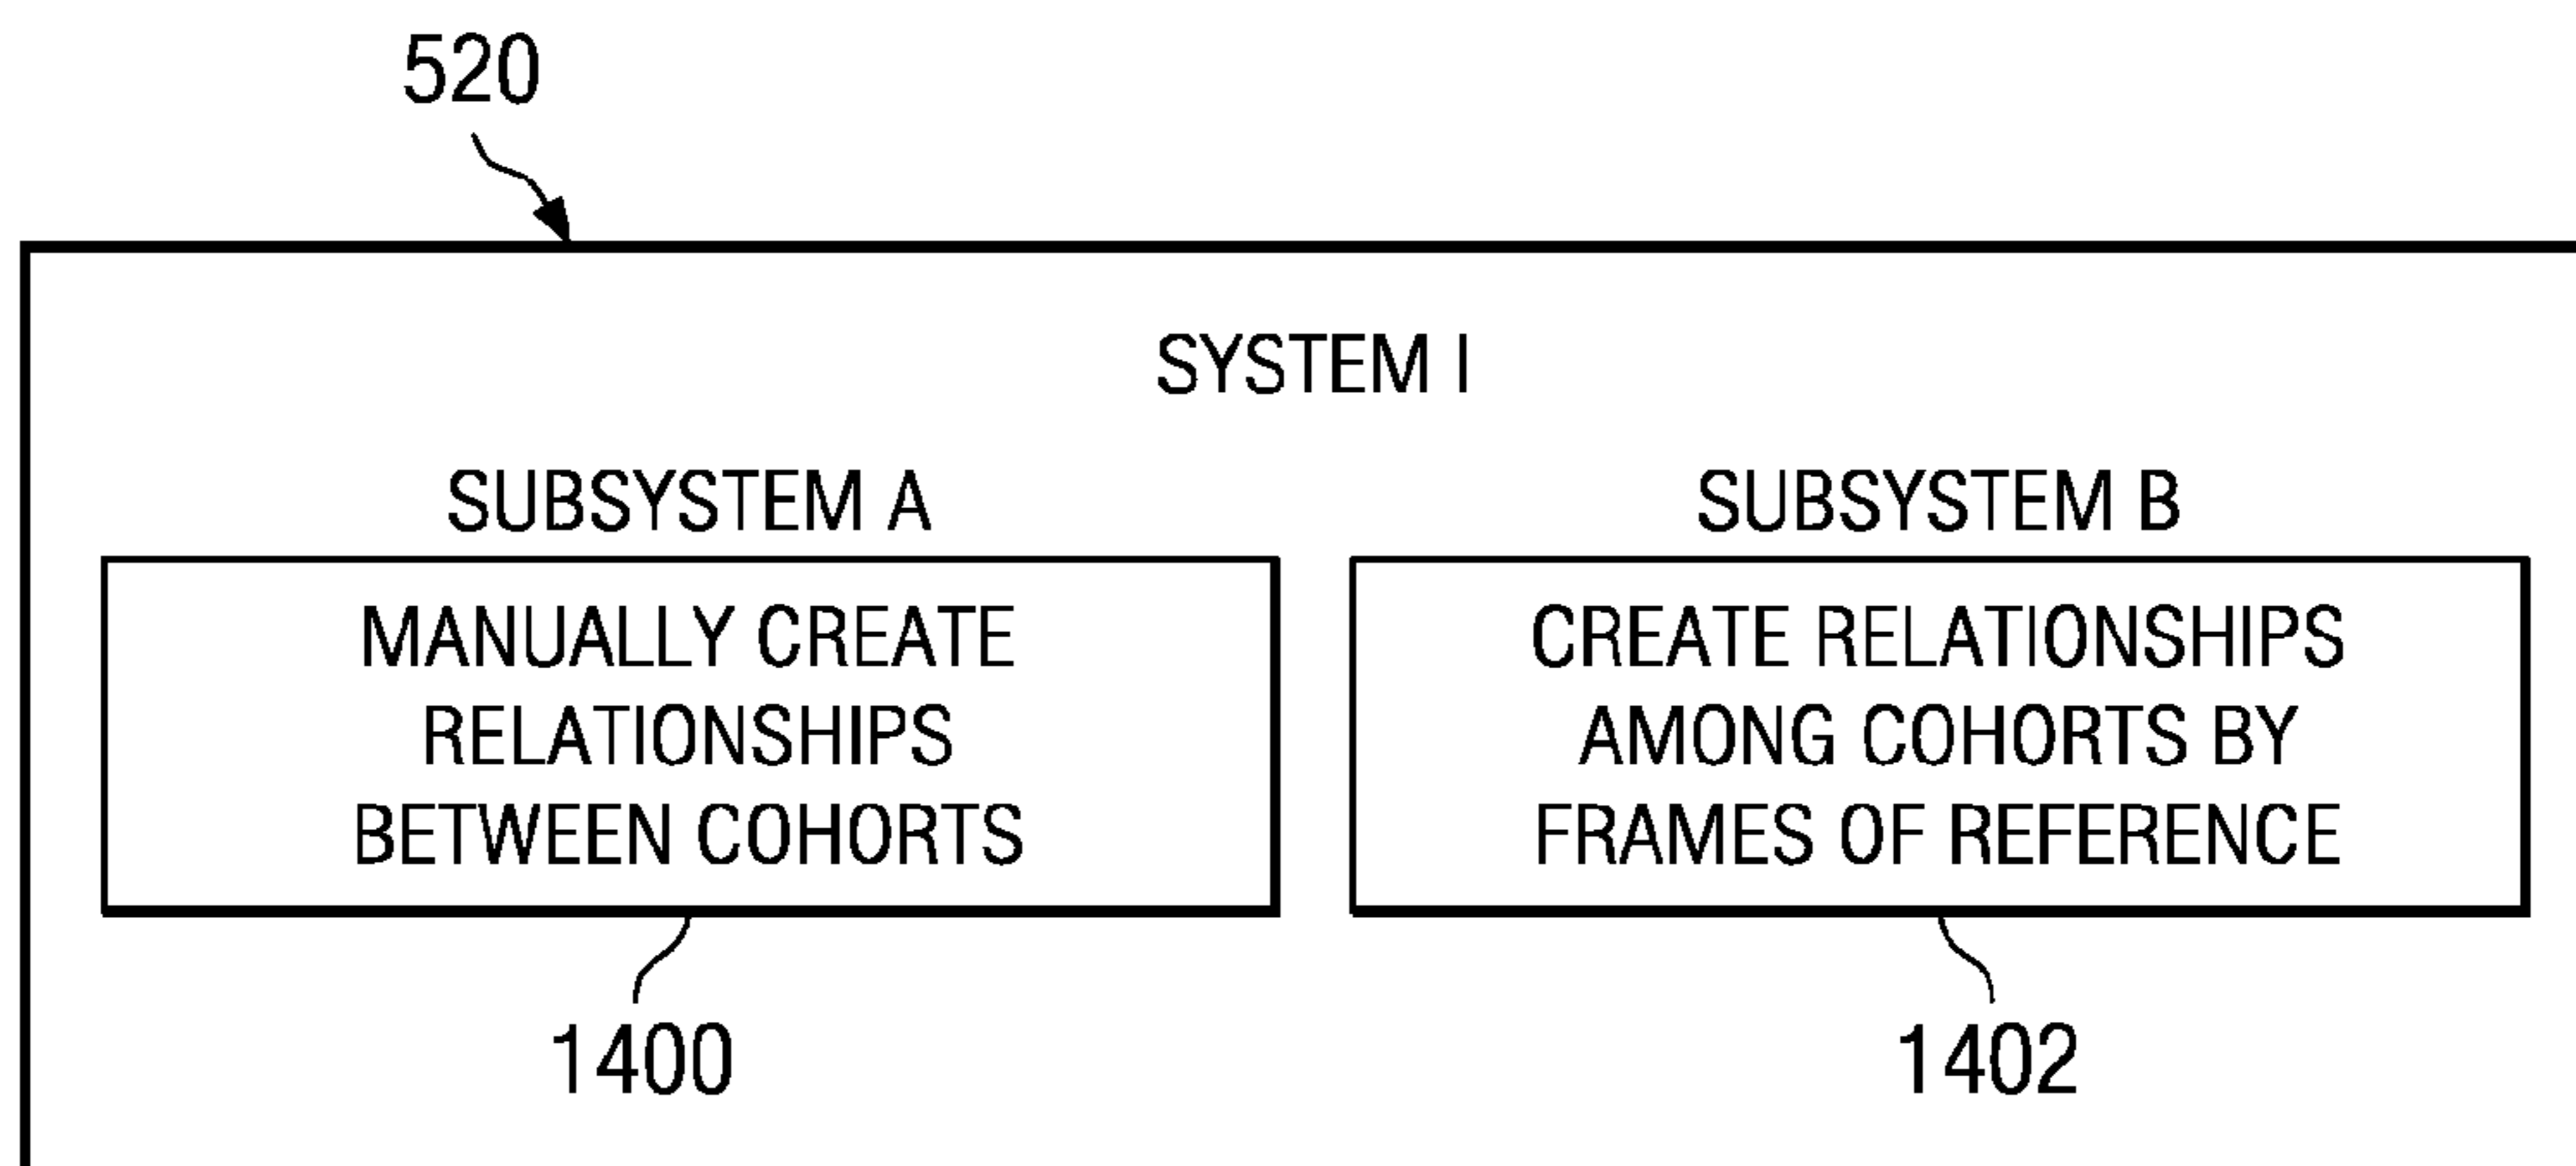 520
SYSTEM I
SUBSYSTEM A
MANUALLY CREATE
RELATIONSHIPS
BETWEEN COHORTS
1400
SUBSYSTEM B
CREATE RELATIONSHIPS
AMONG COHORTS BY
FRAMES OF REFERENCE
1402